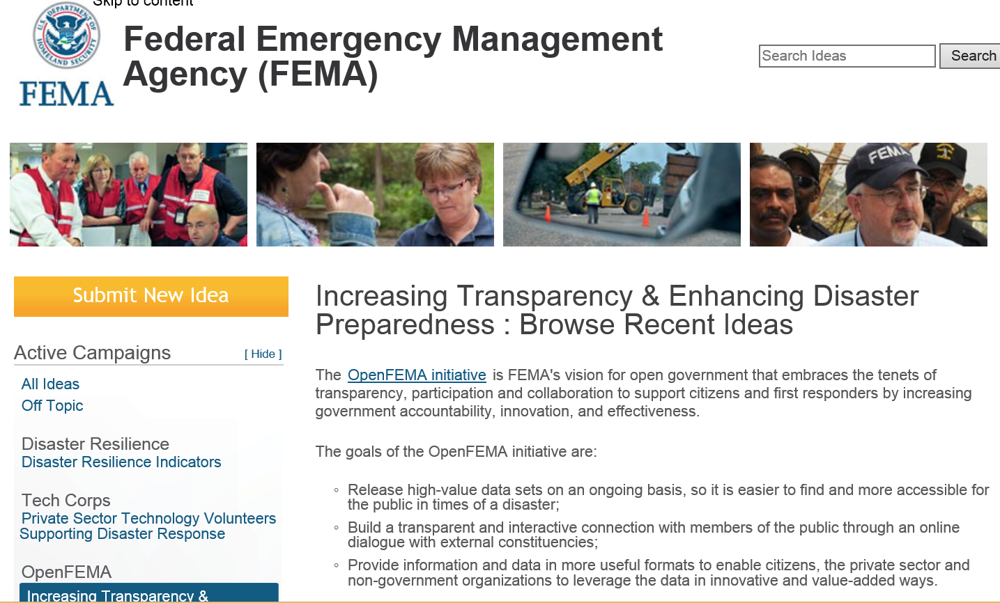 Skip to content
U.S. DEPARTMENT OF HOMELAND SECURITY
FEMA
Federal Emergency Management
Agency (FEMA)
Search Ideas
Search
FEMA
Submit New Idea
Active Campaigns
[ Hide ]
All Ideas
Off Topic
Disaster Resilience
Disaster Resilience Indicators
Tech Corps
Private Sector Technology Volunteers
Supporting Disaster Response
OpenFEMA
Increasing Transparency &
Increasing Transparency & Enhancing Disaster
Preparedness : Browse Recent Ideas
The OpenFEMA initiative is FEMA's vision for open government that embraces the tenets of
transparency, participation and collaboration to support citizens and first responders by increasing
government accountability, innovation, and effectiveness.
The goals of the OpenFEMA initiative are:
◦ Release high-value data sets on an ongoing basis, so it is easier to find and more accessible for
the public in times of a disaster;
◦ Build a transparent and interactive connection with members of the public through an online
dialogue with external constituencies;
◦ Provide information and data in more useful formats to enable citizens, the private sector and
non-government organizations to leverage the data in innovative and value-added ways.